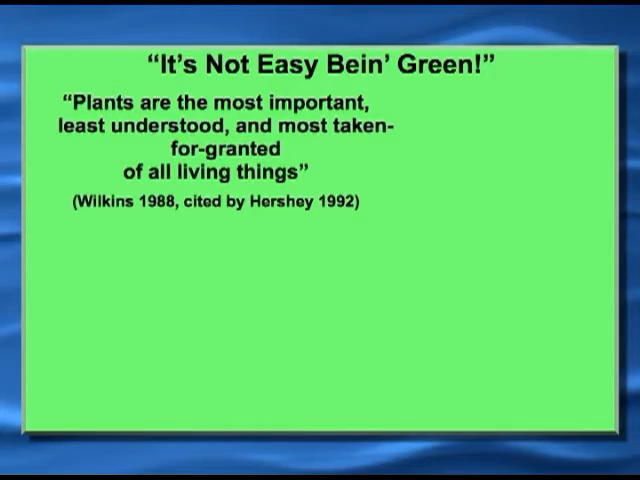 “It’s Not Easy Bein’ Green!”
“Plants are the most important,
least understood, and most taken-
for-granted
of all living things”
(Wilkins 1988, cited by Hershey 1992)